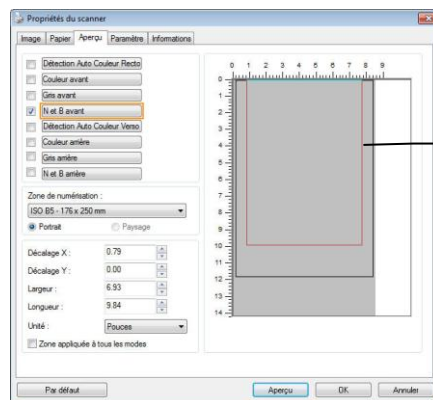 Propriétés du scanner
Image Papier Aperçu Paramètre Informations
Détection Auto Couleur Recto
Couleur avant
Gris avant
N et B avant
Détection Auto Couleur Verso
Couleur arrière
Gris arrière
N et B arrière
Zone de numérisation :
ISO B5 - 176 x 250 mm
Portrait Paysage
Décalage X : 0.79
Décalage Y : 0.00
Largeur : 6.93
Longueur : 9.84
Unité : Pouces
Zone appliquée à tous les modes
0 1 2 3 4 5 6 7 8 9
0
1
2
3
4
5
6
7
8
9
10
11
12
13
14
Par défaut Aperçu OK Annuler